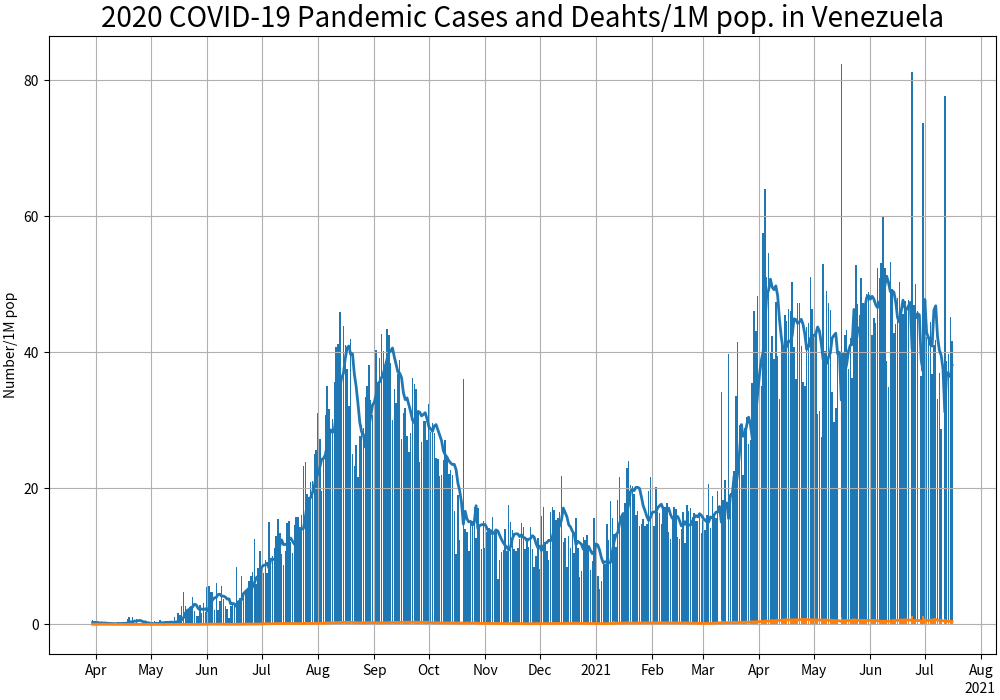 2020 COVID-19 Pandemic Cases and Deahts/1M pop. in Venezuela
Number/1M pop
80
60
40
20
0
Apr May Jun Jul Aug Sep Oct Nov Dec 2021 Feb Mar Apr May Jun Jul Aug
2021